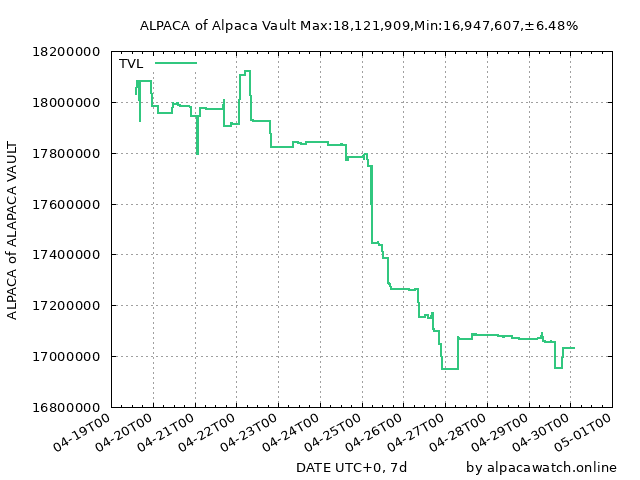 ALPACA of Alpaca Vault Max:18,121,909,Min:16,947,607,±6.48%
18200000
TVL
18000000
17800000
17600000
17400000
17200000
17000000
16800000
ALPACA of ALAPACA VAULT
04-19T00
04-20T00
04-21T00
04-22T00
04-23T00
04-24T00
04-25T00
04-26T00
04-27T00
04-28T00
04-29T00
04-30T00
05-01T00
DATE UTC+0, 7d
by alpacawatch.online